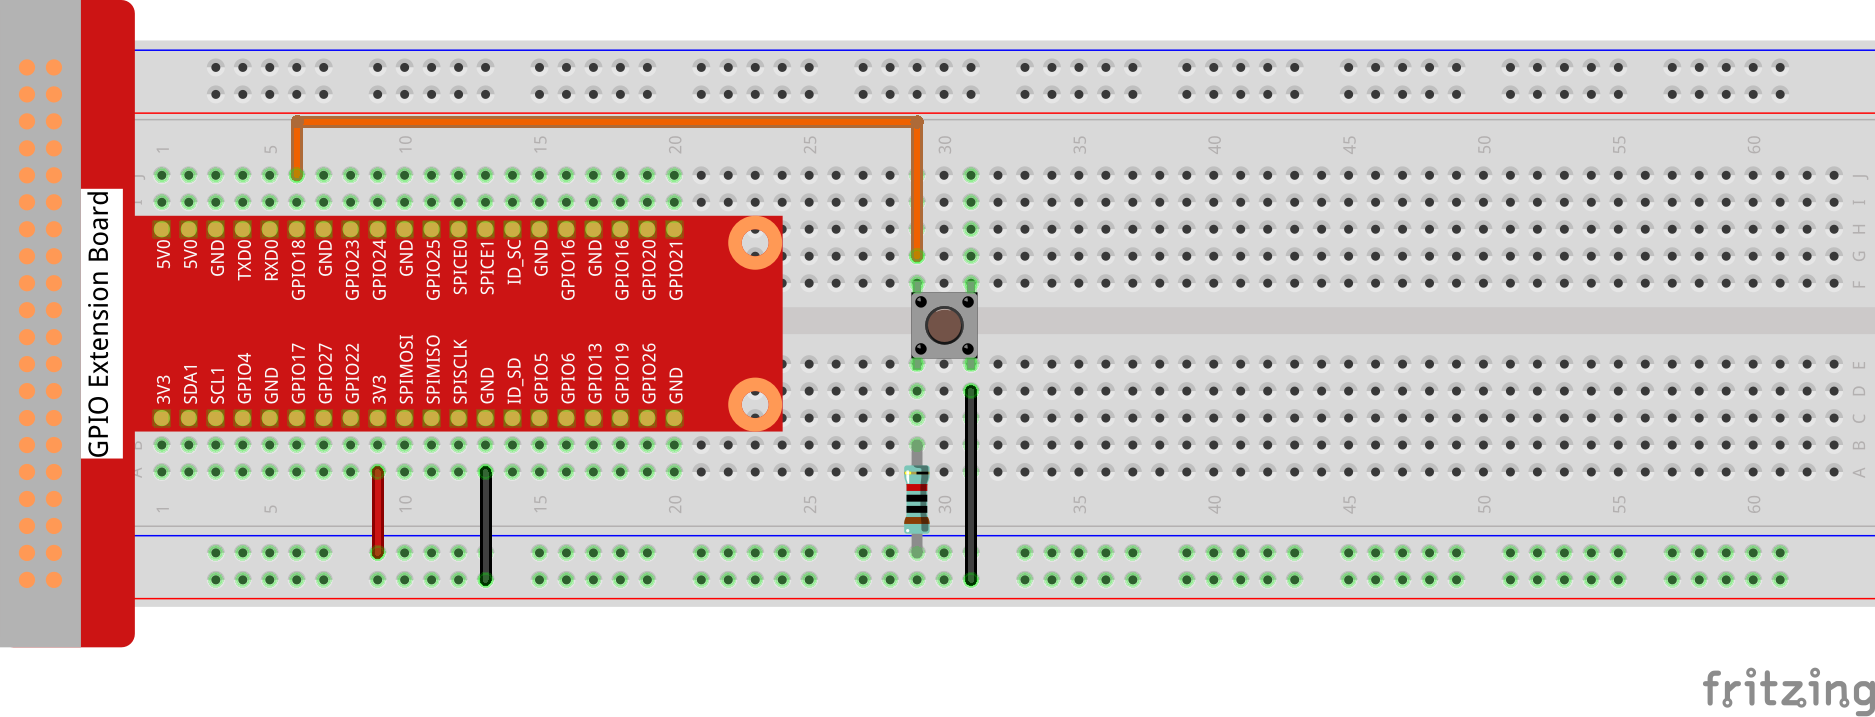 1 5 10 15 20 25 30 35 40 45 50 55 60
J J
I I
H
G
F
5V0 5V0 GND TXD0 RXD0 GPIO18 GND GPIO23 GPIO24 GND GPIO25 SPICE0 SPICE1 ID_SC GND GPIO16 GND GPIO16 GPIO20 GPIO21
GPIO Extension Board
3V3 SDA1 SCL1 GPIO4 GND GPIO17 GPIO27 GPIO22 3V3 SPIMOSI SPIMISO SPISCLK GND ID_SD GPIO5 GPIO6 GPIO13 GPIO19 GPIO26 GND
E
D
C
B B
A A
1 5 10 15 20 25 30 35 40 45 50 55 60
fritzing